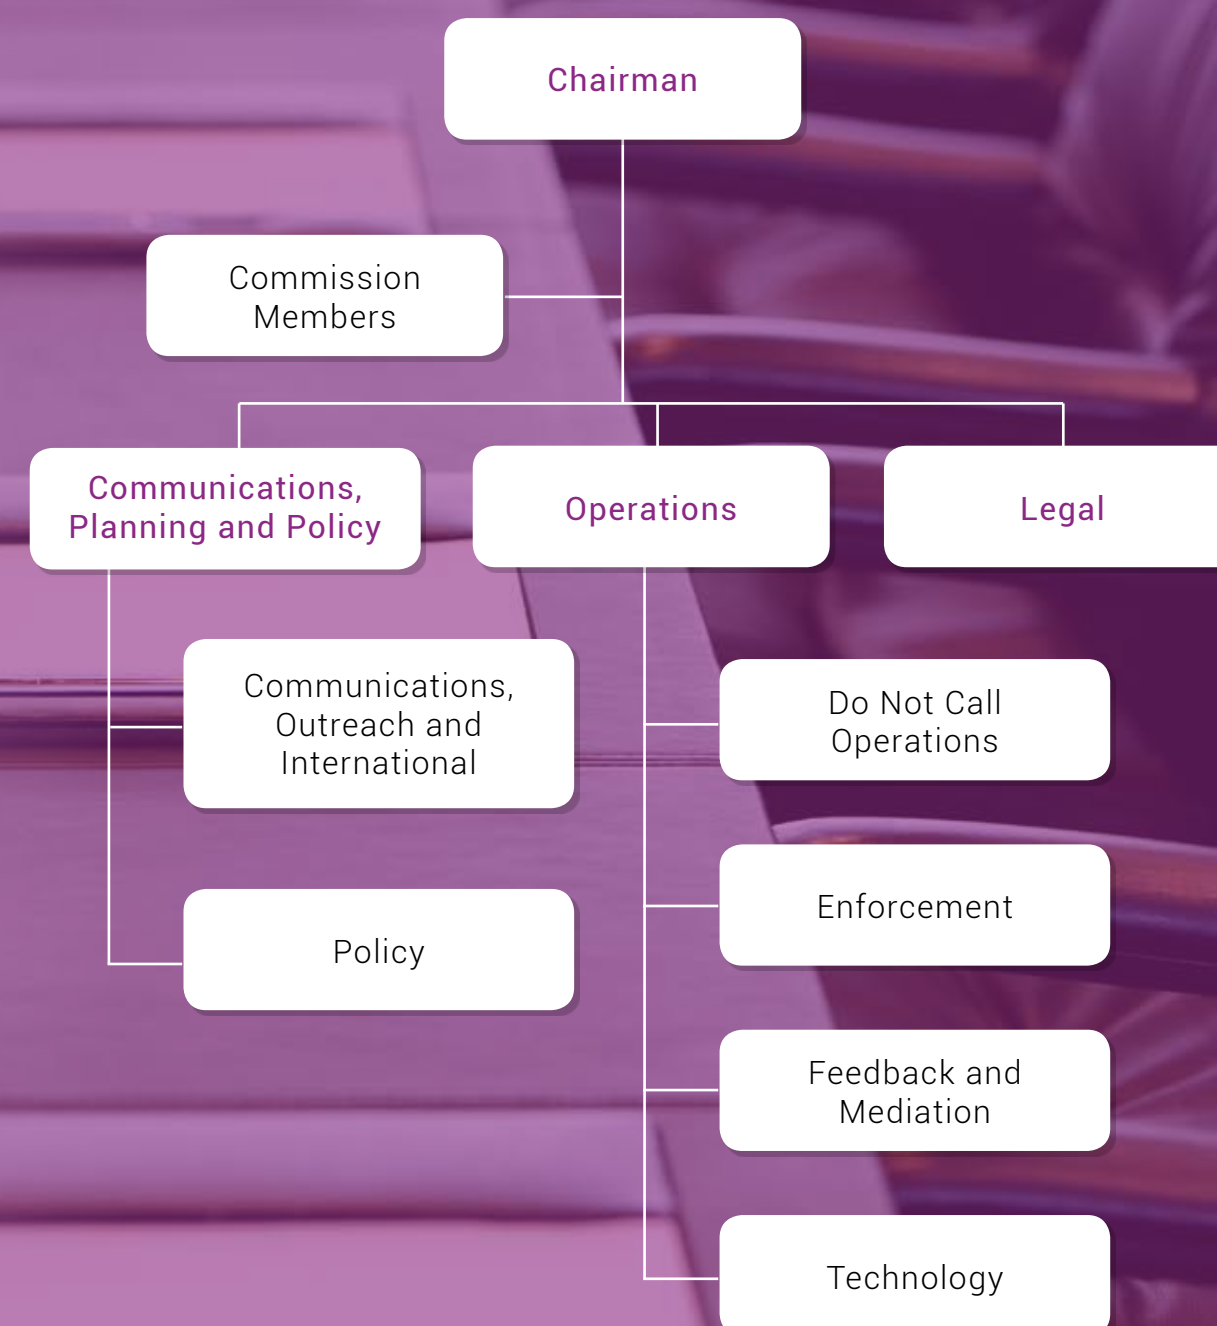 Chairman
Commission
Members
Communications,
Planning and Policy
Operations
Legal
Communications,
Outreach and
International
Policy
Do Not Call
Operations
Enforcement
Feedback and
Mediation
Technology